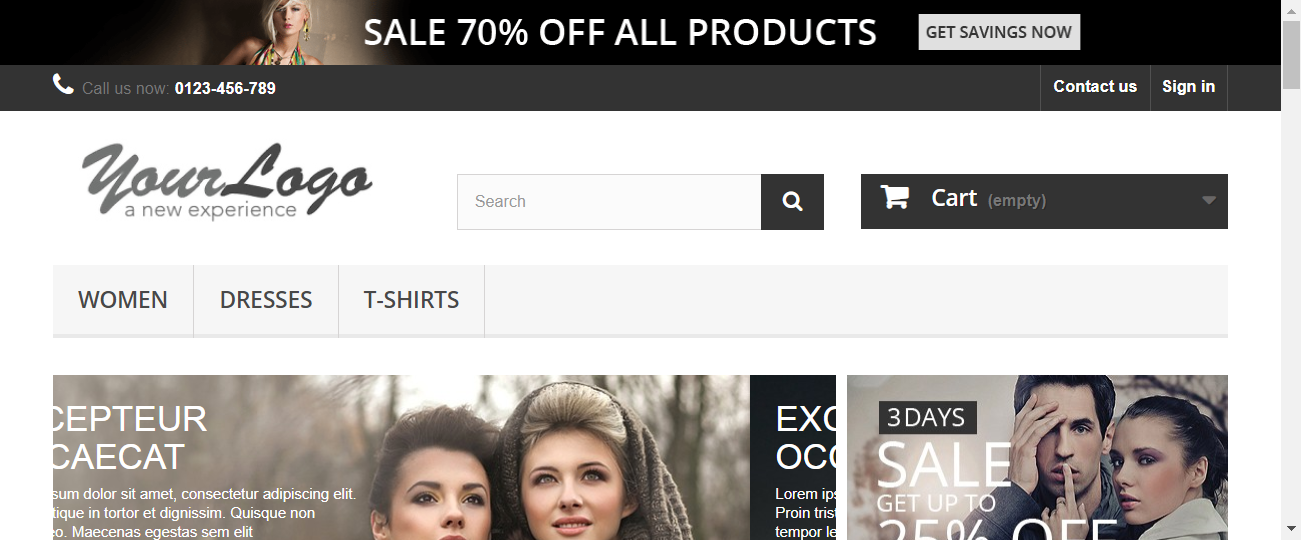 SALE 70% OFF ALL PRODUCTS GET SAVINGS NOW
Call us now: 0123-456-789 Contact us Sign in
YourLogo
a new experience
Search
Cart (empty)
WOMEN DRESSES T-SHIRTS
CEPTEUR
CAECAT
sum dolor sit amet, consectetur adipiscing elit.
tique in tortor et dignissim. Quisque non
eo. Maecenas egestas sem elit
EXC
OCC
Lorem ips
Proin trist
tempor le
3 DAYS
SALE
GET UP TO
25% OFF